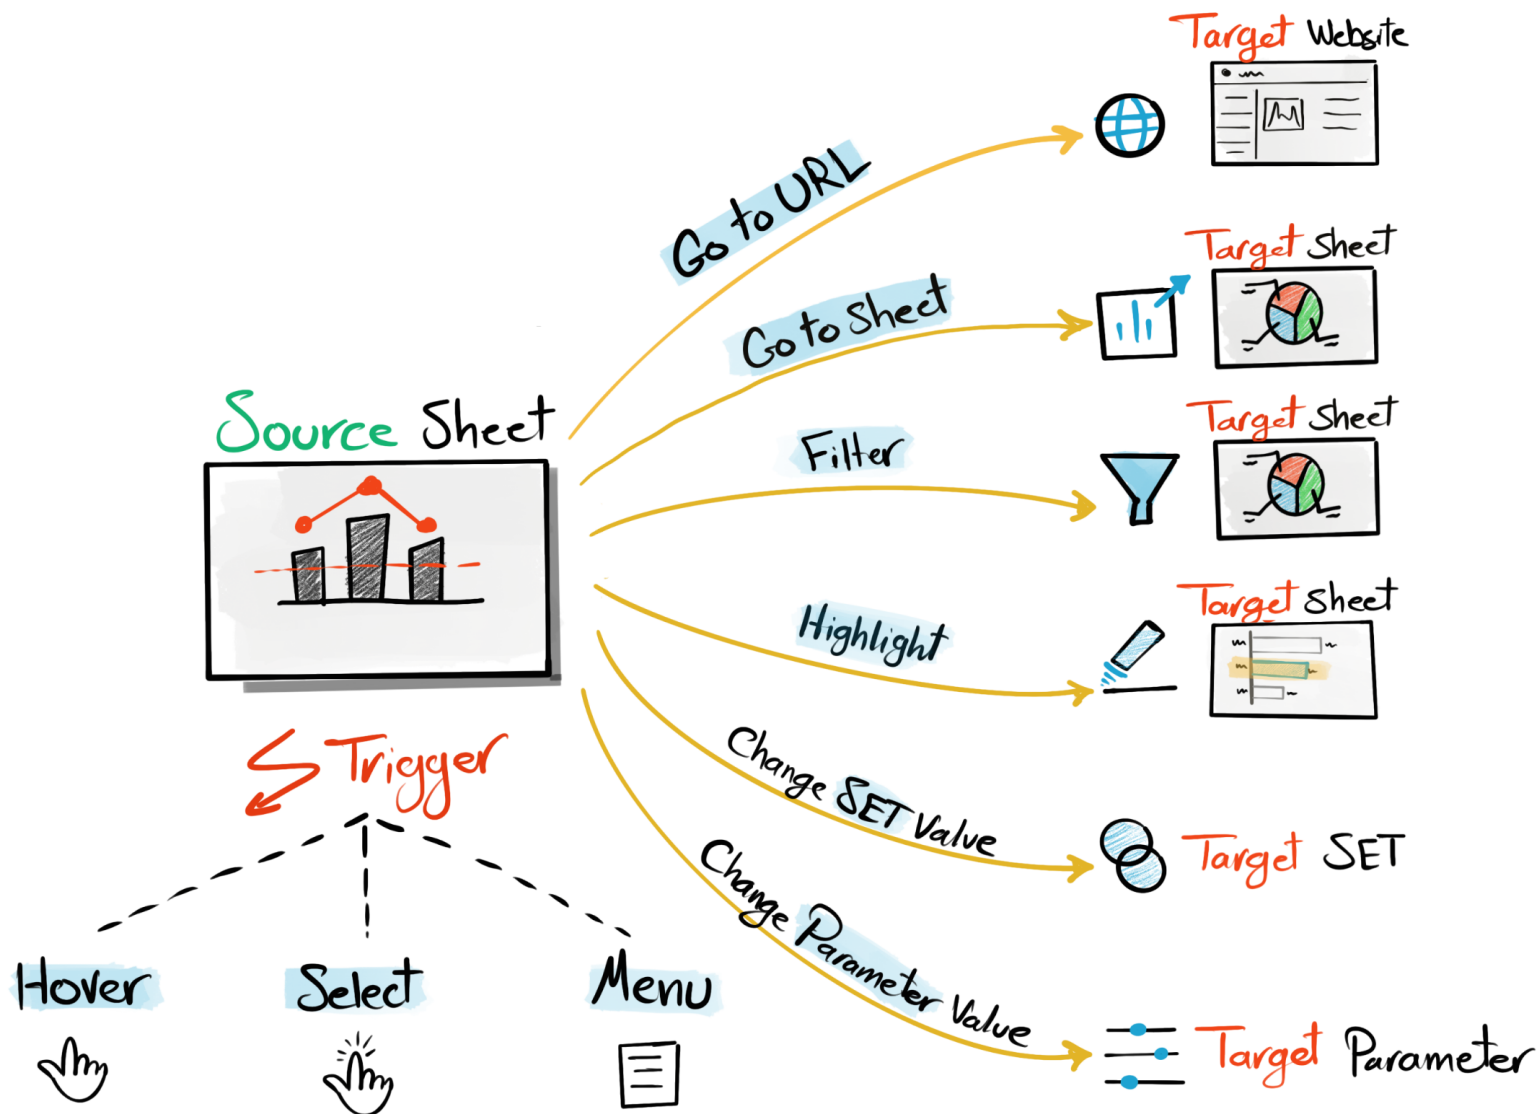 Target Website
Go to URL
Target Sheet
Go to Sheet
Source Sheet
Target Sheet
Filter
Target Sheet
Highlight
Trigger
Change SET Value
Target SET
Change Parameter Value
Target Parameter
Hover
Select
Menu